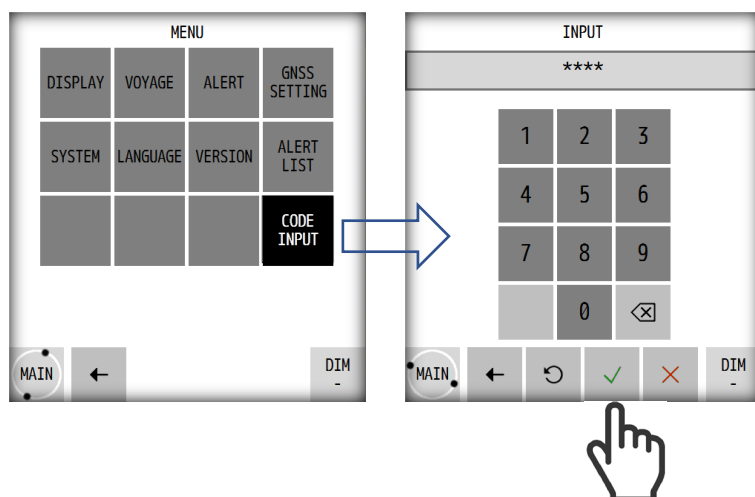 MENU
DISPLAY
VOYAGE
ALERT
GNSS
SETTING
SYSTEM
LANGUAGE
VERSION
ALERT
LIST
CODE
INPUT
MAIN
DIM
-
INPUT
****
1 2 3
4 5 6
7 8 9
0
MAIN
DIM
-